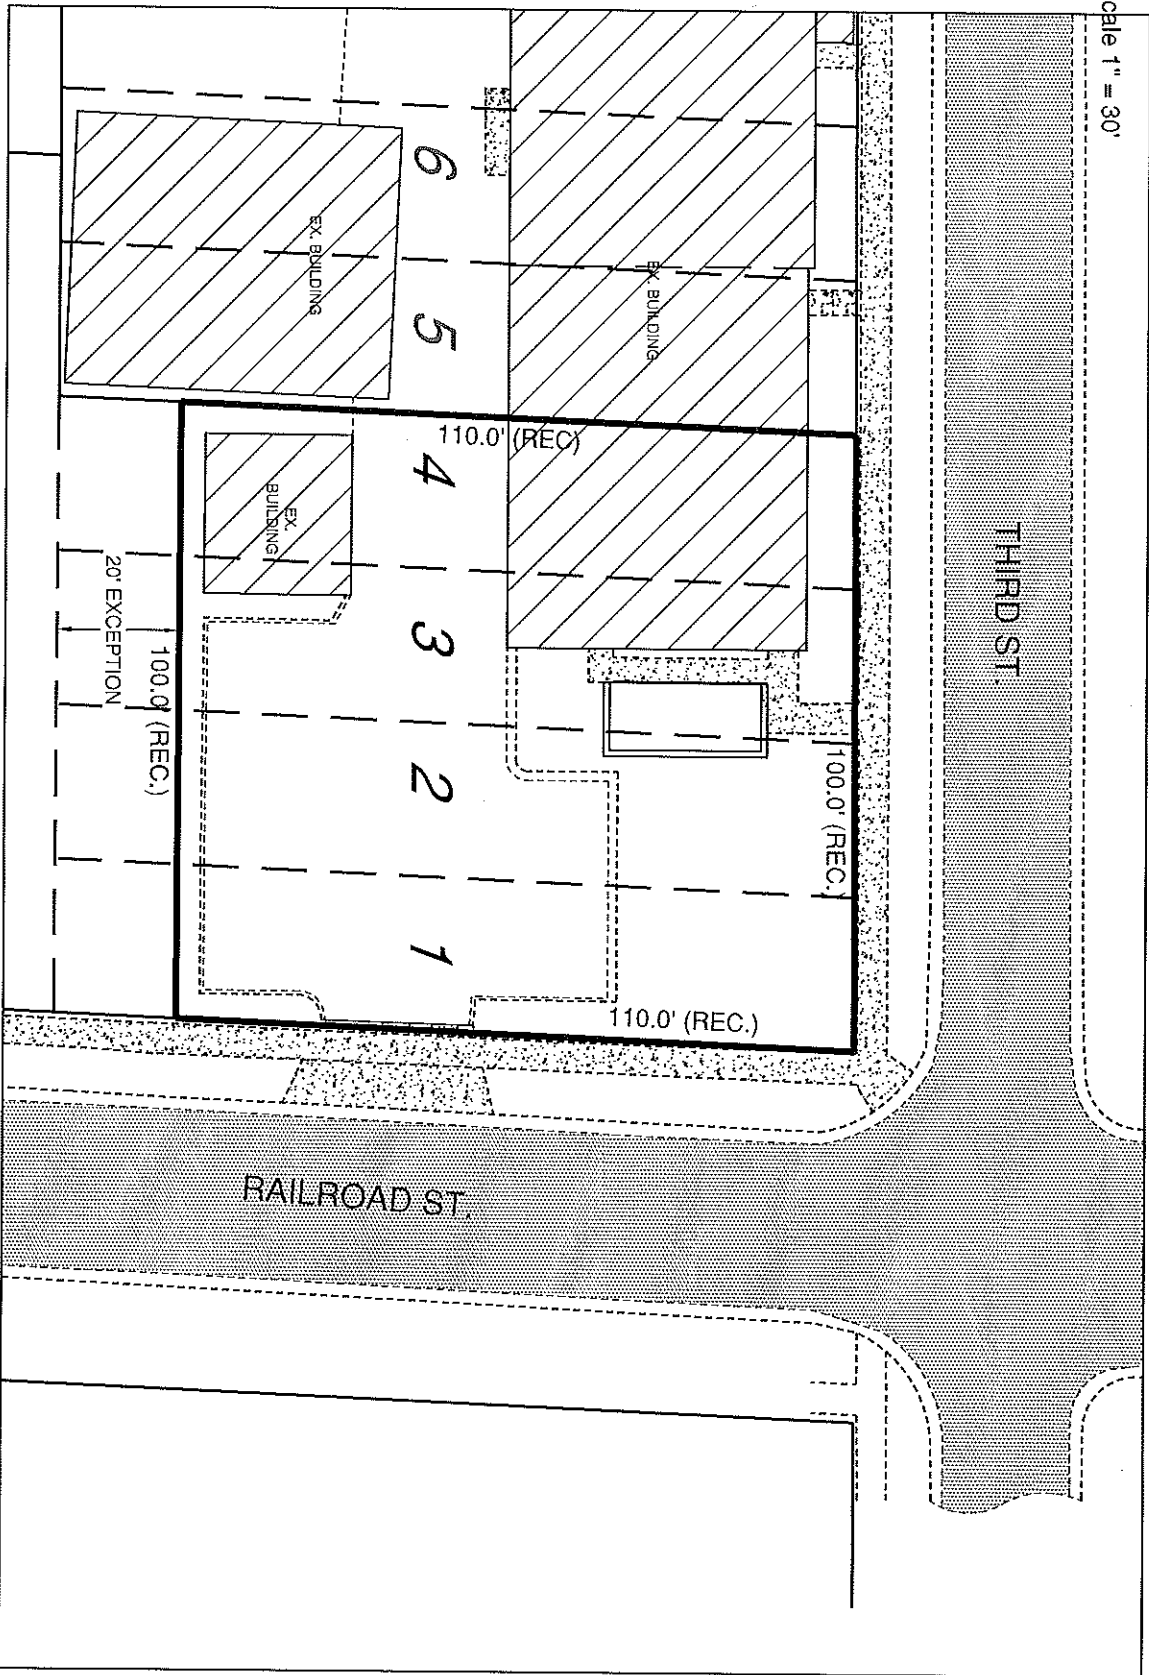 cale 1" = 30'
THIRD ST.
EX. BUILDING
EX. BUILDING
6
5
4
3
2
1
110.0' (REC)
100.0' (REC.)
110.0' (REC.)
100.0' (REC.)
EX.
BUILDING
20' EXCEPTION
RAILROAD ST.